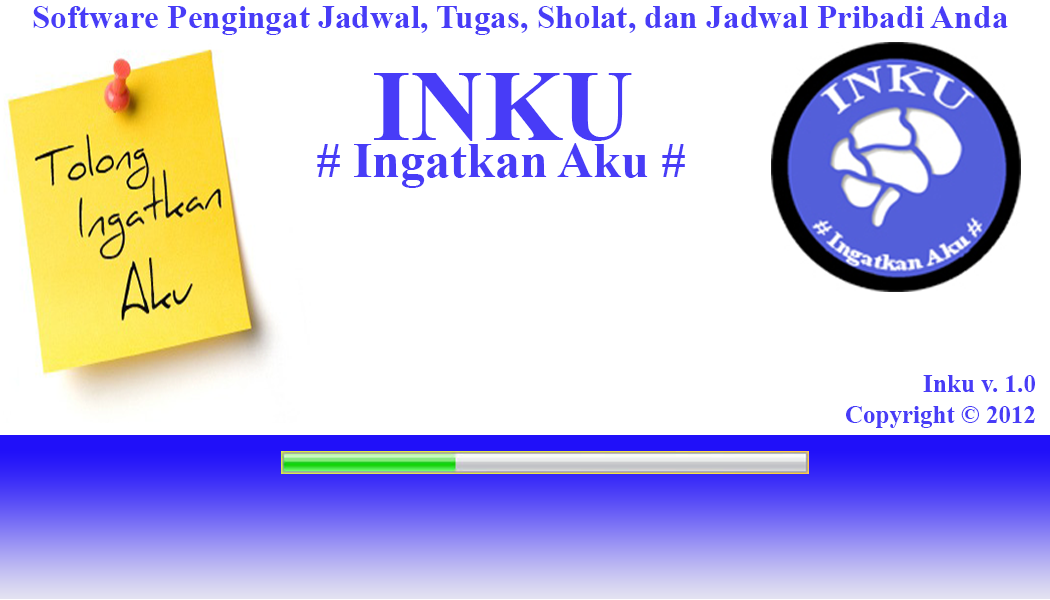 Software Pengingat Jadwal, Tugas, Sholat, dan Jadwal Pribadi Anda
Tolong
Ingatkan
Aku
INKU
# Ingatkan Aku #
INKU
# Ingatkan Aku #
Inku v. 1.0
Copyright © 2012